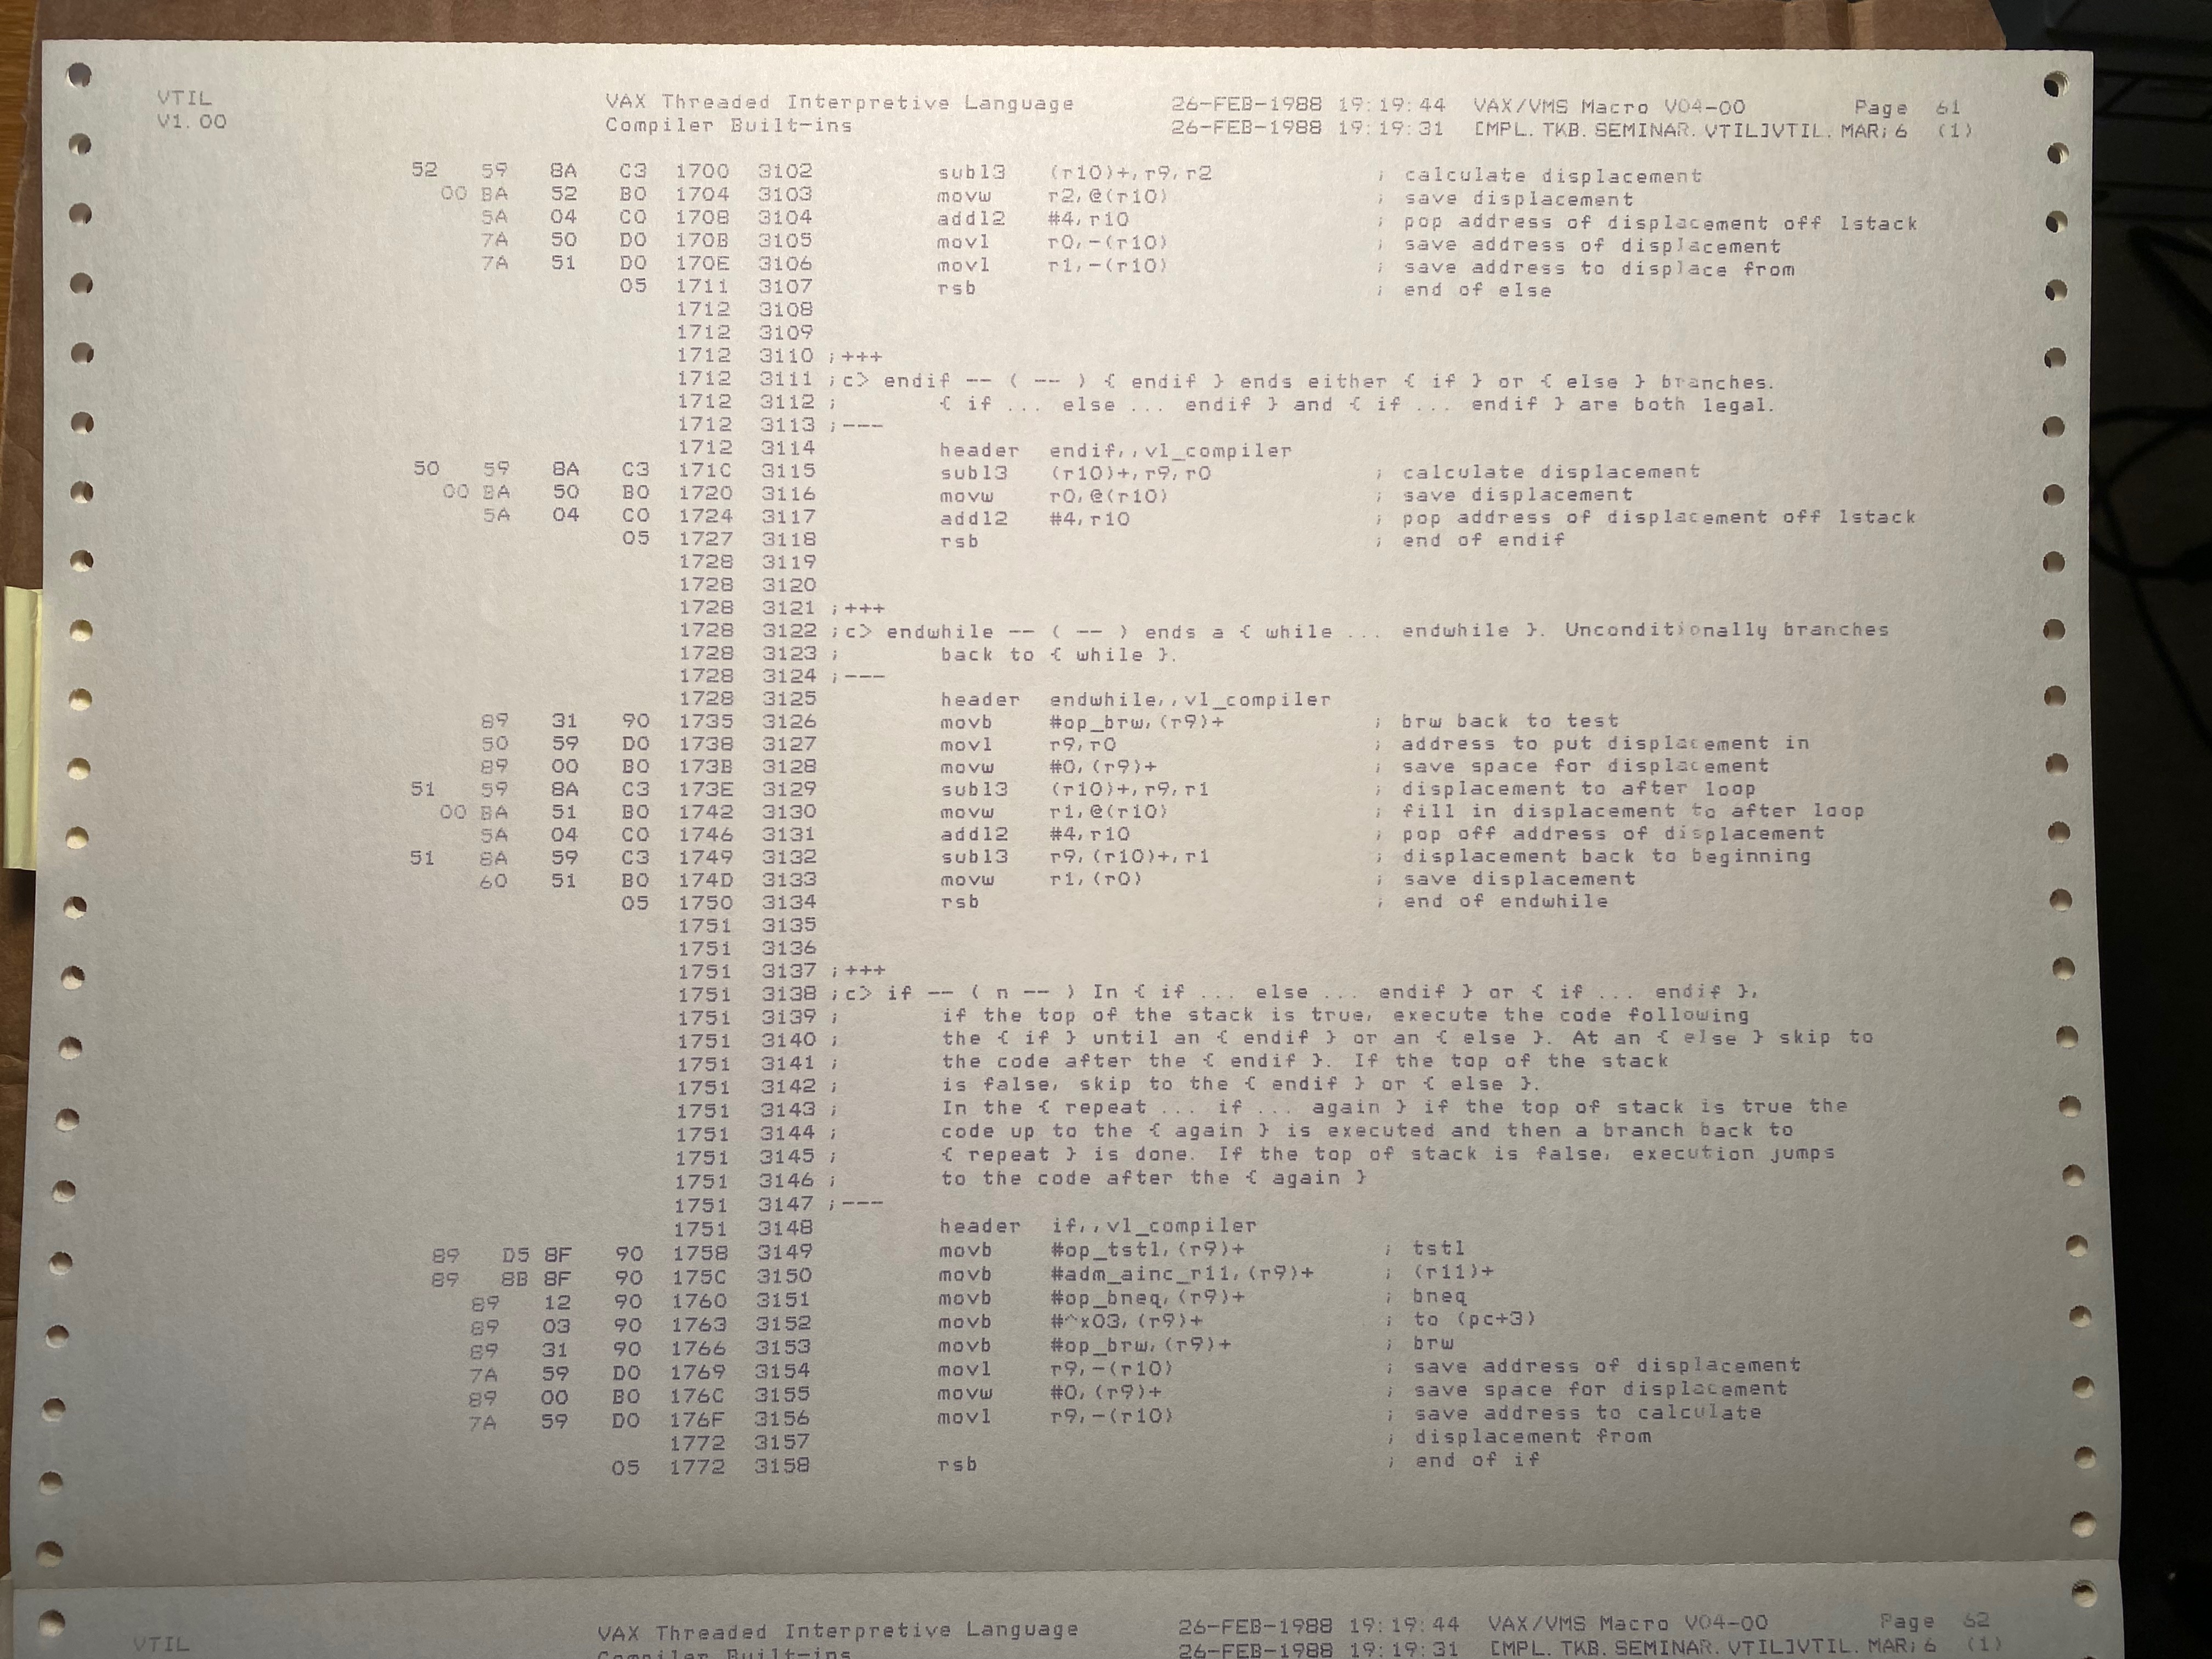 VTIL VAX Threaded Interpretive Language 26-FEB-1988 19:19:44 VAX/VMS Macro V04-00 Page 61
V1.00 Compiler Built-ins 26-FEB-1988 19:19:31 [MPL.TKB.SEMINAR.VTIL]VTIL.MAR;6 (1)
52 59 8A C3 1700 3102 subl3 (r10)+,r9,r2 ; calculate displacement
00 BA 52 B0 1704 3103 movw r2,@(r10) ; save displacement
5A 04 C0 1708 3104 addl2 #4,r10 ; pop address of displacement off lstack
7A 50 D0 170B 3105 movl r0,-(r10) ; save address of displacement
7A 51 D0 170E 3106 movl r1,-(r10) ; save address to displace from
05 1711 3107 rsb ; end of else
1712 3108
1712 3109
1712 3110 ;+++
1712 3111 ;c> endif -- ( -- ) { endif } ends either { if } or { else } branches.
1712 3112 ; { if ... else ... endif } and { if ... endif } are both legal.
1712 3113 ;---
1712 3114 header endif,,vl_compiler
50 59 8A C3 171C 3115 subl3 (r10)+,r9,r0 ; calculate displacement
00 BA 50 B0 1720 3116 movw r0,@(r10) ; save displacement
5A 04 C0 1724 3117 addl2 #4,r10 ; pop address of displacement off lstack
05 1727 3118 rsb ; end of endif
1728 3119
1728 3120
1728 3121 ;+++
1728 3122 ;c> endwhile -- ( -- ) ends a { while ... endwhile }. Unconditionally branches
1728 3123 ; back to { while }.
1728 3124 ;---
1728 3125 header endwhile,,vl_compiler
89 31 90 1735 3126 movb #op_brw,(r9)+ ; brw back to test
50 59 D0 1738 3127 movl r9,r0 ; address to put displacement in
89 00 B0 173B 3128 movw #0,(r9)+ ; save space for displacement
51 59 8A C3 173E 3129 subl3 (r10)+,r9,r1 ; displacement to after loop
00 BA 51 B0 1742 3130 movw r1,@(r10) ; fill in displacement to after loop
5A 04 C0 1746 3131 addl2 #4,r10 ; pop off address of displacement
51 8A 59 C3 1749 3132 subl3 r9,(r10)+,r1 ; displacement back to beginning
60 51 B0 174D 3133 movw r1,(r0) ; save displacement
05 1750 3134 rsb ; end of endwhile
1751 3135
1751 3136
1751 3137 ;+++
1751 3138 ;c> if -- ( n -- ) In { if ... else ... endif } or { if ... endif },
1751 3139 ; if the top of the stack is true, execute the code following
1751 3140 ; the { if } until an { endif } or an { else }. At an { else } skip to
1751 3141 ; the code after the { endif }. If the top of the stack
1751 3142 ; is false, skip to the { endif } or { else }.
1751 3143 ; In the { repeat ... if ... again } if the top of stack is true the
1751 3144 ; code up to the { again } is executed and then a branch back to
1751 3145 ; { repeat } is done. If the top of stack is false, execution jumps
1751 3146 ; to the code after the { again }
1751 3147 ;---
1751 3148 header if,,vl_compiler
89 D5 8F 90 1758 3149 movb #op_tstl,(r9)+ ; tstl
89 8B 8F 90 175C 3150 movb #adm_ainc_r11,(r9)+ ; (r11)+
89 12 90 1760 3151 movb #op_bneq,(r9)+ ; bneq
89 03 90 1763 3152 movb #^x03,(r9)+ ; to (pc+3)
89 31 90 1766 3153 movb #op_brw,(r9)+ ; brw
7A 59 D0 1769 3154 movl r9,-(r10) ; save address of displacement
89 00 B0 176C 3155 movw #0,(r9)+ ; save space for displacement
7A 59 D0 176F 3156 movl r9,-(r10) ; save address to calculate
1772 3157 ; displacement from
05 1772 3158 rsb ; end of if
VTIL VAX Threaded Interpretive Language 26-FEB-1988 19:19:44 VAX/VMS Macro V04-00 Page 62
Compiler Built-ins 26-FEB-1988 19:19:31 [MPL.TKB.SEMINAR.VTIL]VTIL.MAR;6 (1)